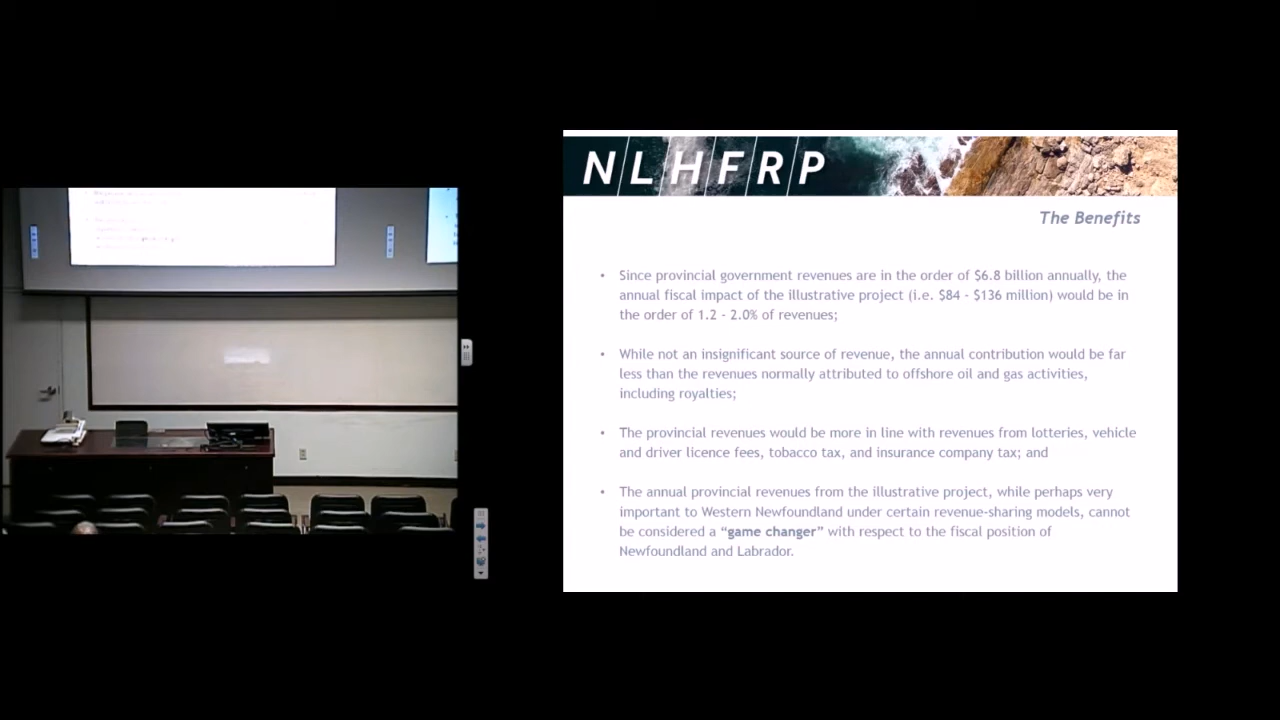 NLHFRP
The Benefits
• Since provincial government revenues are in the order of $6.8 billion annually, the
annual fiscal impact of the illustrative project (i.e. $84 - $136 million) would be in
the order of 1.2 - 2.0% of revenues;
• While not an insignificant source of revenue, the annual contribution would be far
less than the revenues normally attributed to offshore oil and gas activities,
including royalties;
• The provincial revenues would be more in line with revenues from lotteries, vehicle
and driver licence fees, tobacco tax, and insurance company tax; and
• The annual provincial revenues from the illustrative project, while perhaps very
important to Western Newfoundland under certain revenue-sharing models, cannot
be considered a “game changer” with respect to the fiscal position of
Newfoundland and Labrador.